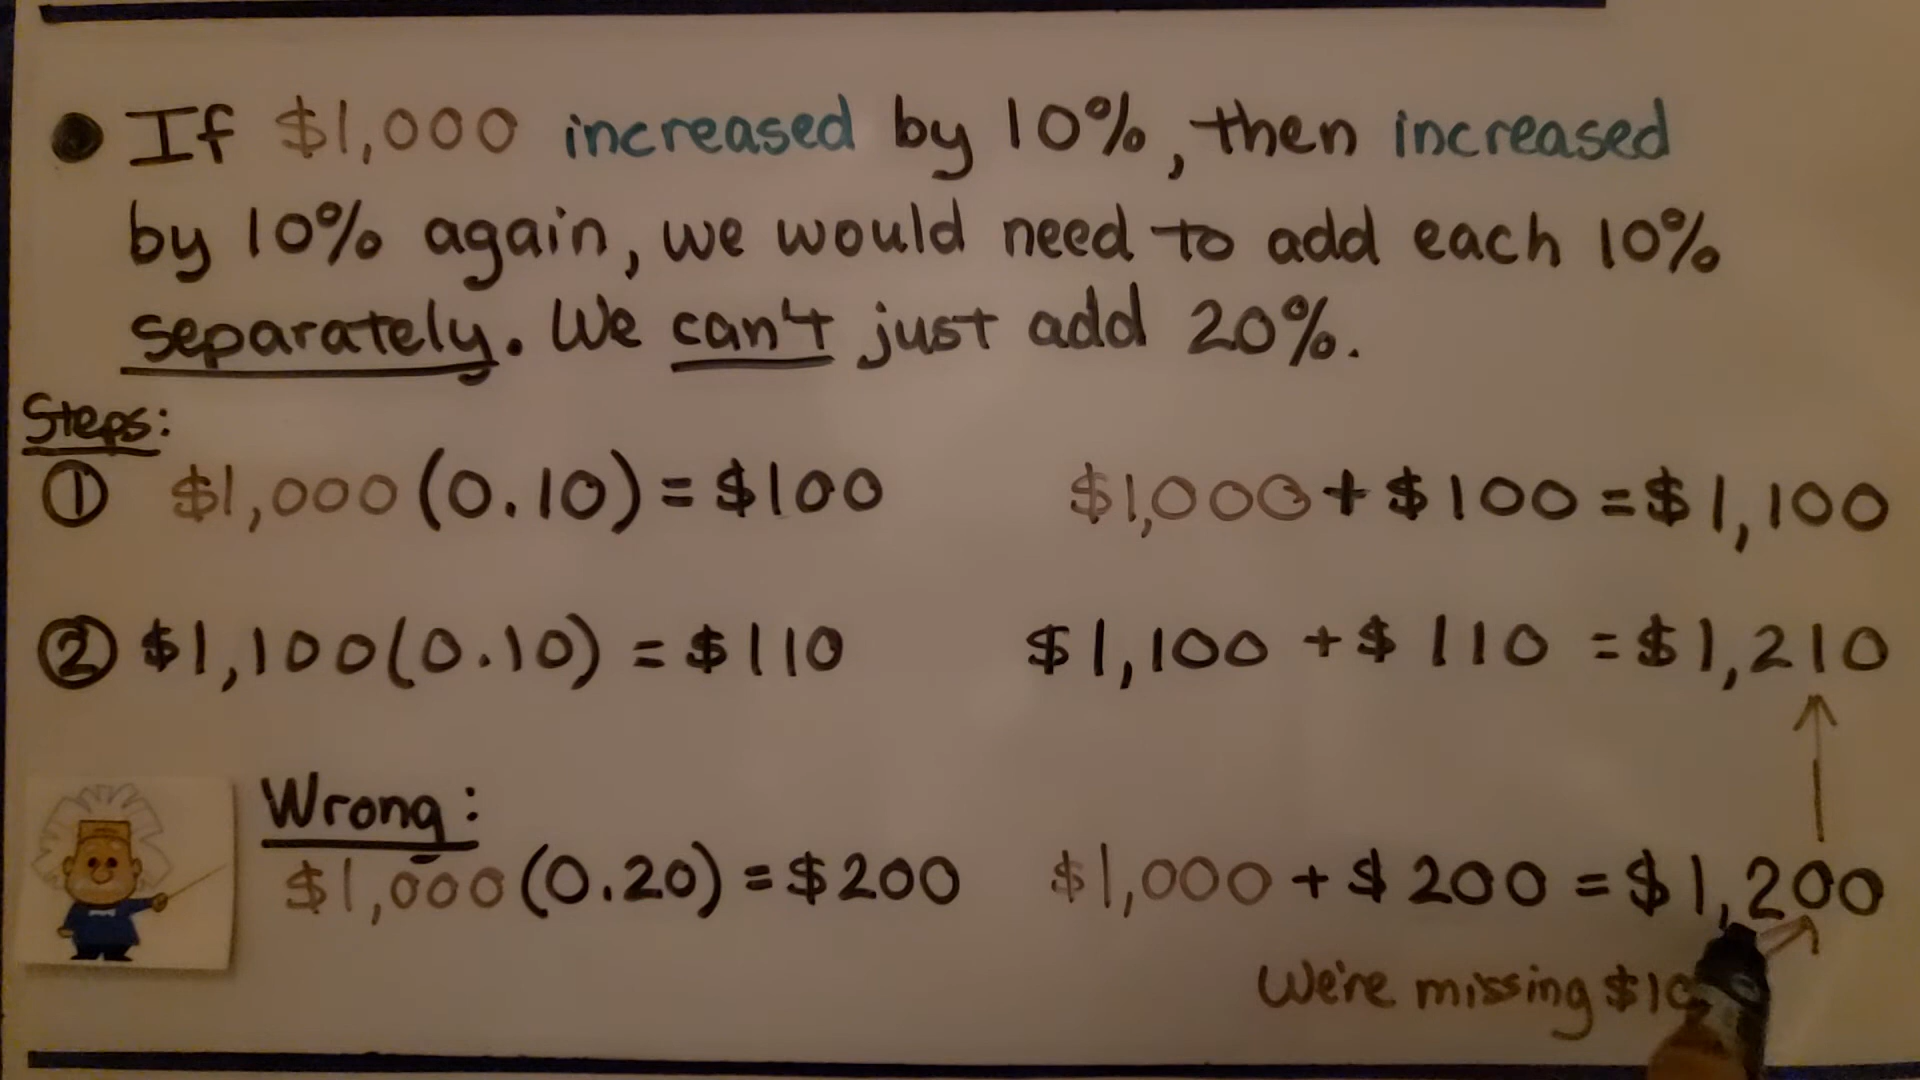 If $1,000 increased by 10%, then increased
by 10% again, we would need to add each 10%
separately. We can't just add 20%.
Steps:
① $1,000(0.10) = $100 $1,000 + $100 = $1,100
② $1,100(0.10) = $110 $1,100 + $110 = $1,210
Wrong:
$1,000(0.20) = $200 $1,000 + $200 = $1,200
We're missing $10